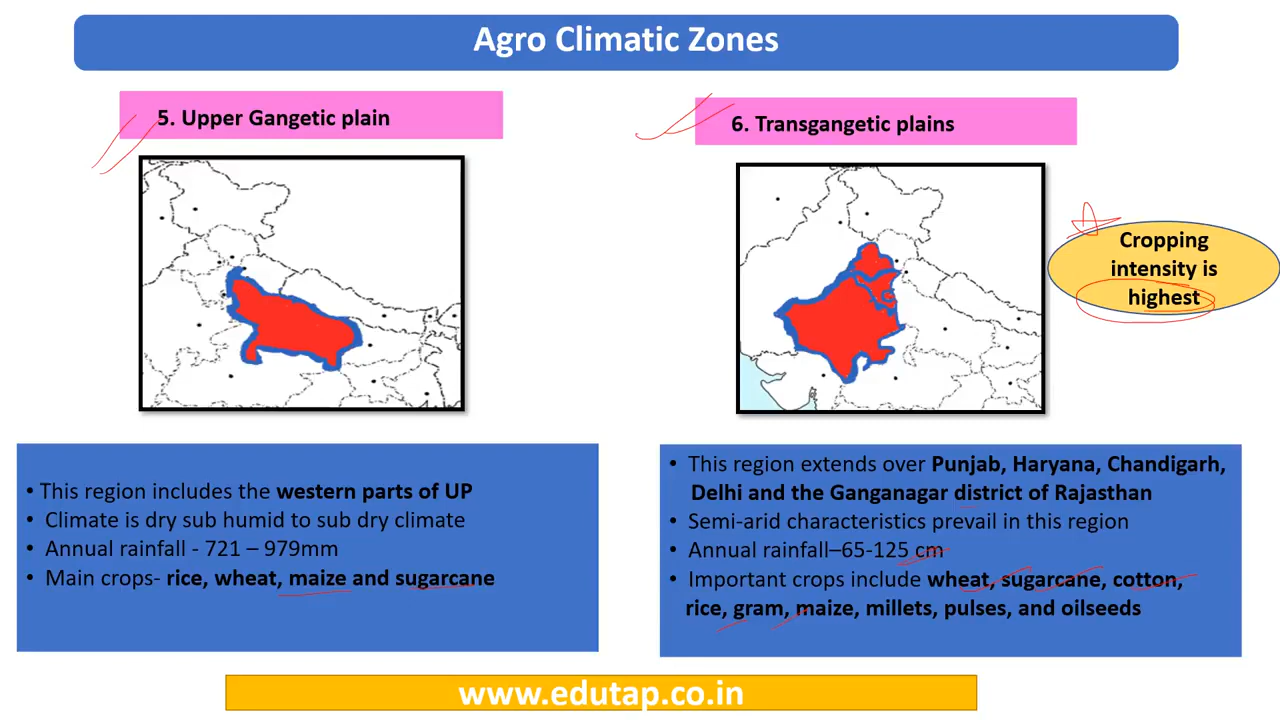 Agro Climatic Zones
5. Upper Gangetic plain
• This region includes the western parts of UP
• Climate is dry sub humid to sub dry climate
• Annual rainfall - 721 – 979mm
• Main crops- rice, wheat, maize and sugarcane
6. Transgangetic plains
Cropping
intensity is
highest
• This region extends over Punjab, Haryana, Chandigarh,
Delhi and the Ganganagar district of Rajasthan
• Semi-arid characteristics prevail in this region
• Annual rainfall–65-125 cm
• Important crops include wheat, sugarcane, cotton,
rice, gram, maize, millets, pulses, and oilseeds
www.edutap.co.in